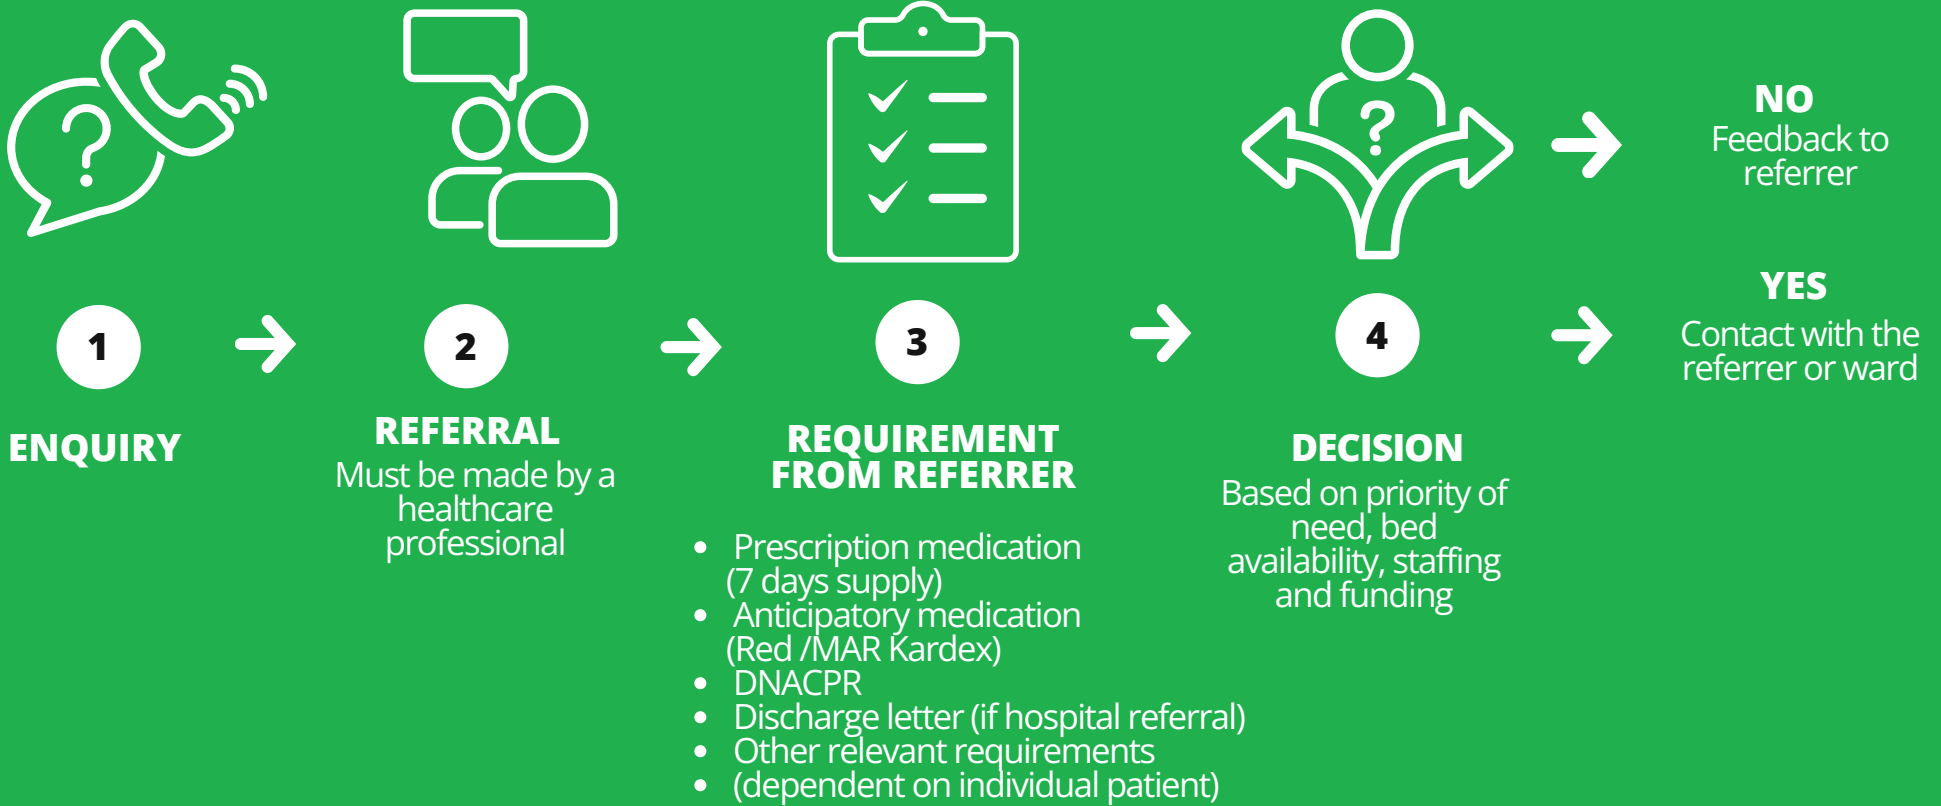 ?
1
ENQUIRY
2
REFERRAL
Must be made by a
healthcare
professional
3
REQUIREMENT
FROM REFERRER
• Prescription medication
(7 days supply)
• Anticipatory medication
(Red /MAR Kardex)
• DNACPR
• Discharge letter (if hospital referral)
• Other relevant requirements
• (dependent on individual patient)
?
4
DECISION
Based on priority of
need, bed
availability, staffing
and funding
NO
Feedback to
referrer
YES
Contact with the
referrer or ward